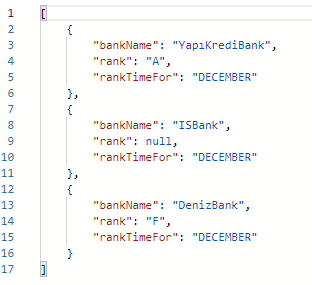 1 [
2 {
3 "bankName": "YapıKrediBank",
4 "rank": "A",
5 "rankTimeFor": "DECEMBER"
6 },
7 {
8 "bankName": "ISBank",
9 "rank": null,
10 "rankTimeFor": "DECEMBER"
11 },
12 {
13 "bankName": "DenizBank",
14 "rank": "F",
15 "rankTimeFor": "DECEMBER"
16 }
17 ]